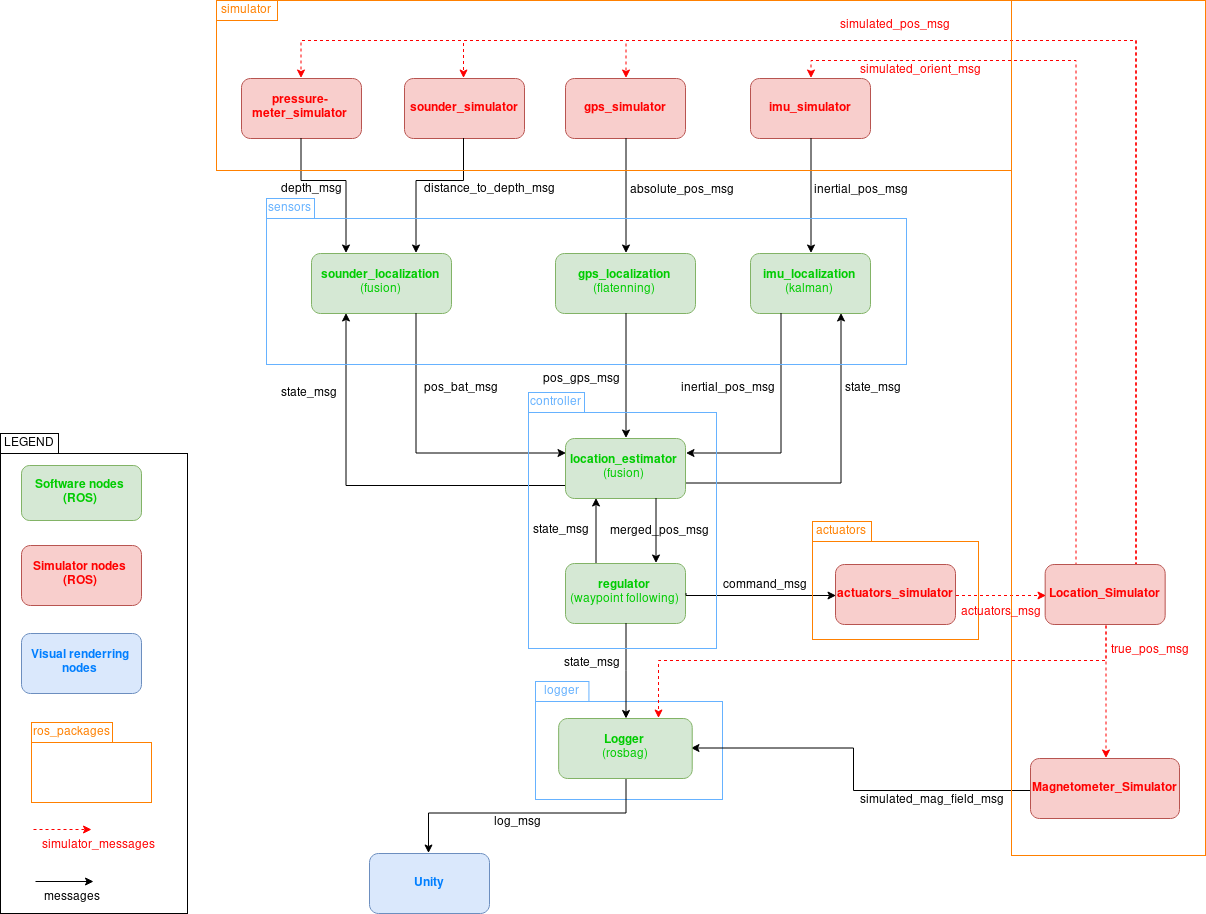 simulator
simulated_pos_msg
simulated_orient_msg
pressure-
meter_simulator
sounder_simulator
gps_simulator
imu_simulator
depth_msg
distance_to_depth_msg
absolute_pos_msg
inertial_pos_msg
sensors
sounder_localization
(fusion)
gps_localization
(flatenning)
imu_localization
(kalman)
state_msg
pos_bat_msg
pos_gps_msg
inertial_pos_msg
state_msg
controller
location_estimator
(fusion)
state_msg
merged_pos_msg
regulator
(waypoint following)
command_msg
actuators
actuators_simulator
actuators_msg
Location_Simulator
true_pos_msg
state_msg
logger
Logger
(rosbag)
simulated_mag_field_msg
Magnetometer_Simulator
log_msg
Unity
LEGEND
Software nodes
(ROS)
Simulator nodes
(ROS)
Visual renderring
nodes
ros_packages
simulator_messages
messages